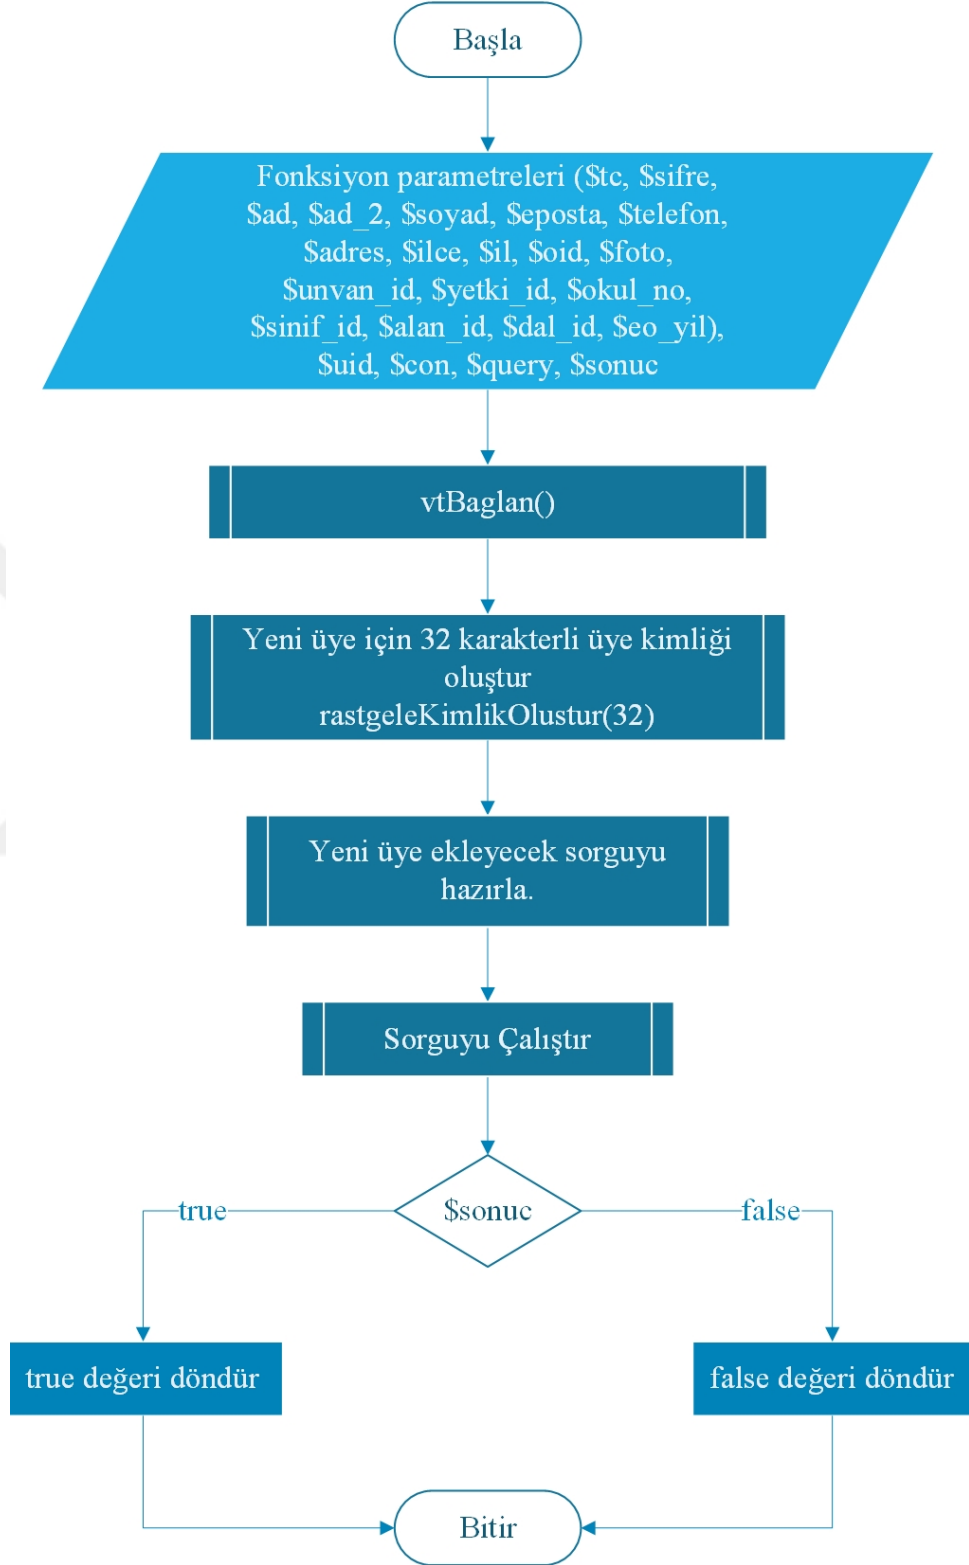 Başla
Fonksiyon parametreleri ($tc, $sifre,
$ad, $ad_2, $soyad, $eposta, $telefon,
$adres, $ilce, $il, $oid, $foto,
$unvan_id, $yetki_id, $okul_no,
$sinif_id, $alan_id, $dal_id, $eo_yil),
$uid, $con, $query, $sonuc
vtBaglan()
Yeni üye için 32 karakterli üye kimliği
oluştur
rastgeleKimlikOlustur(32)
Yeni üye ekleyecek sorguyu
hazırla.
Sorguyu Çalıştır
$sonuc
true
false
true değeri döndür
false değeri döndür
Bitir